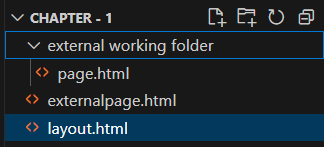 CHAPTER - 1
external working folder
page.html
externalpage.html
layout.html